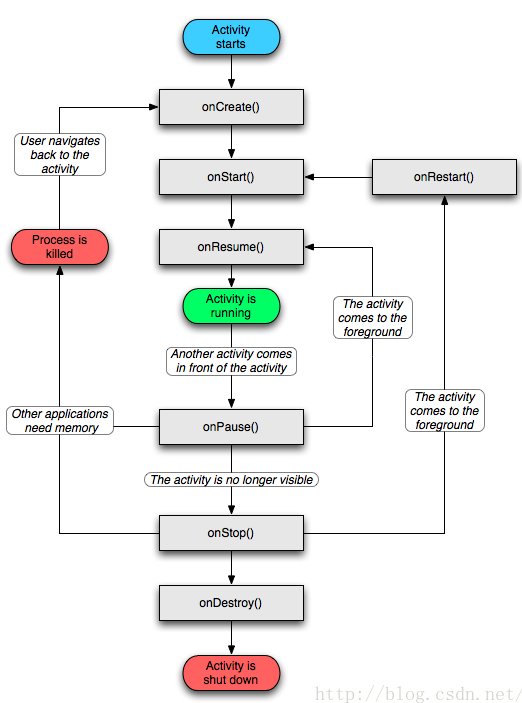 Activity
starts
onCreate()
User navigates
back to the
activity
onStart()
onRestart()
Process is
killed
onResume()
Activity is
running
The activity
comes to the
foreground
Another activity comes
in front of the activity
The activity
comes to the
foreground
Other applications
need memory
onPause()
The activity is no longer visible
onStop()
onDestroy()
Activity is
shut down
http://blog.csdn.net/